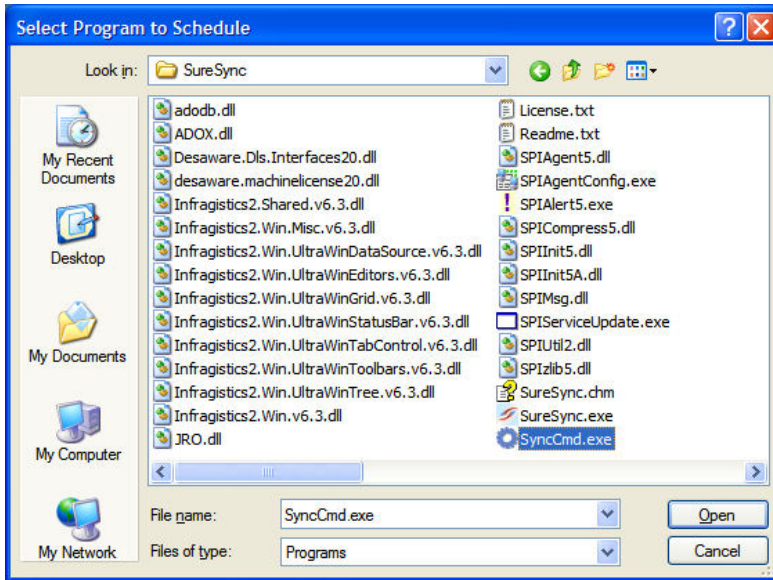 Select Program to Schedule
Look in: SureSync
My Recent Documents
Desktop
My Documents
My Computer
My Network
adodb.dll
ADOX.dll
Desaware.Dls.Interfaces20.dll
desaware.machinelicense20.dll
Infragistics2.Shared.v6.3.dll
Infragistics2.Win.Misc.v6.3.dll
Infragistics2.Win.UltraWinDataSource.v6.3.dll
Infragistics2.Win.UltraWinEditors.v6.3.dll
Infragistics2.Win.UltraWinGrid.v6.3.dll
Infragistics2.Win.UltraWinStatusBar.v6.3.dll
Infragistics2.Win.UltraWinTabControl.v6.3.dll
Infragistics2.Win.UltraWinToolbars.v6.3.dll
Infragistics2.Win.UltraWinTree.v6.3.dll
Infragistics2.Win.v6.3.dll
JRO.dll
License.txt
Readme.txt
SPIAgent5.dll
SPIAgentConfig.exe
SPIAlert5.exe
SPICompress5.dll
SPIInit5.dll
SPIInit5A.dll
SPIMsg.dll
SPIServiceUpdate.exe
SPIUtil2.dll
SPIzlib5.dll
SureSync.chm
SureSync.exe
SyncCmd.exe
File name: SyncCmd.exe Open
Files of type: Programs Cancel